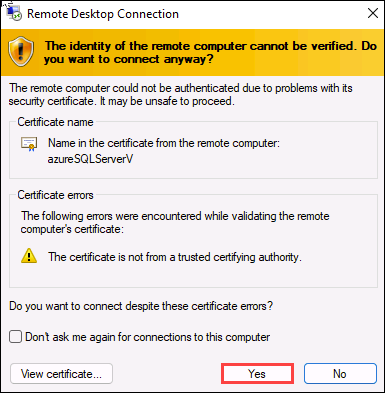 Remote Desktop Connection
The identity of the remote computer cannot be verified. Do
you want to connect anyway?
The remote computer could not be authenticated due to problems with its
security certificate. It may be unsafe to proceed.
Certificate name
Name in the certificate from the remote computer:
azureSQLServerV
Certificate errors
The following errors were encountered while validating the remote
computer's certificate:
The certificate is not from a trusted certifying authority.
Do you want to connect despite these certificate errors?
Don't ask me again for connections to this computer
View certificate...
Yes
No